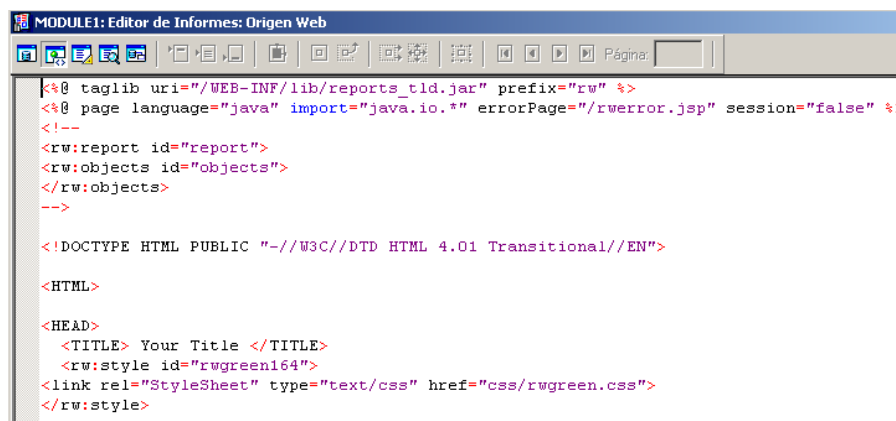 MODULE1: Editor de Informes: Origen Web
Página:
<%@ taglib uri="/WEB-INF/lib/reports_tld.jar" prefix="rw" %>
<%@ page language="java" import="java.io.*" errorPage="/rwerror.jsp" session="false" %
<!--
<rw:report id="report">
<rw:objects id="objects">
</rw:objects>
-->
<!DOCTYPE HTML PUBLIC "-//W3C//DTD HTML 4.01 Transitional//EN">
<HTML>
<HEAD>
<TITLE> Your Title </TITLE>
<rw:style id="rwgreen164">
<link rel="StyleSheet" type="text/css" href="css/rwgreen.css">
</rw:style>